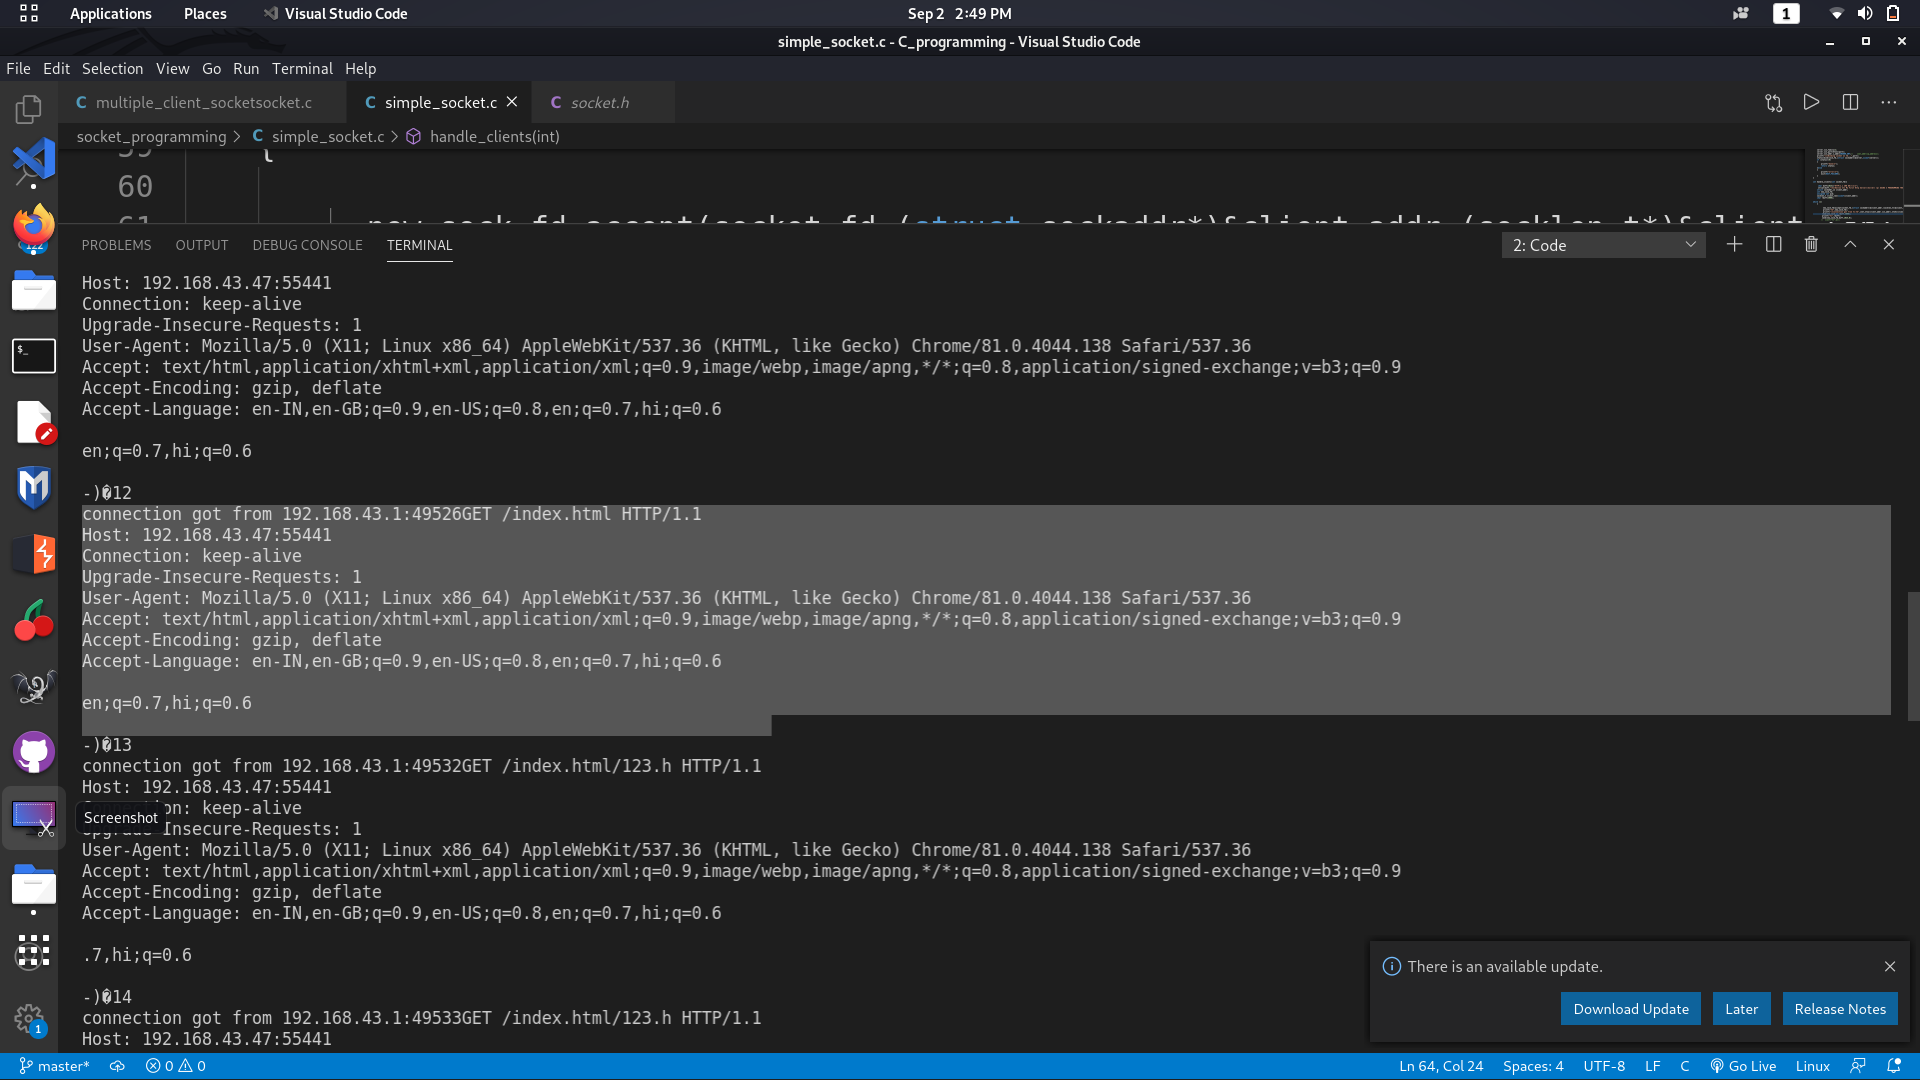 Applications Places Visual Studio Code Sep 2 2:49 PM 1
simple_socket.c - C_programming - Visual Studio Code
File Edit Selection View Go Run Terminal Help
multiple_client_socketsocket.c simple_socket.c socket.h
socket_programming > simple_socket.c > handle_clients(int)
60
PROBLEMS OUTPUT DEBUG CONSOLE TERMINAL 2: Code
Host: 192.168.43.47:55441
Connection: keep-alive
Upgrade-Insecure-Requests: 1
User-Agent: Mozilla/5.0 (X11; Linux x86_64) AppleWebKit/537.36 (KHTML, like Gecko) Chrome/81.0.4044.138 Safari/537.36
Accept: text/html,application/xhtml+xml,application/xml;q=0.9,image/webp,image/apng,*/*;q=0.8,application/signed-exchange;v=b3;q=0.9
Accept-Encoding: gzip, deflate
Accept-Language: en-IN,en-GB;q=0.9,en-US;q=0.8,en;q=0.7,hi;q=0.6
en;q=0.7,hi;q=0.6
-)�12
connection got from 192.168.43.1:49526GET /index.html HTTP/1.1
Host: 192.168.43.47:55441
Connection: keep-alive
Upgrade-Insecure-Requests: 1
User-Agent: Mozilla/5.0 (X11; Linux x86_64) AppleWebKit/537.36 (KHTML, like Gecko) Chrome/81.0.4044.138 Safari/537.36
Accept: text/html,application/xhtml+xml,application/xml;q=0.9,image/webp,image/apng,*/*;q=0.8,application/signed-exchange;v=b3;q=0.9
Accept-Encoding: gzip, deflate
Accept-Language: en-IN,en-GB;q=0.9,en-US;q=0.8,en;q=0.7,hi;q=0.6
en;q=0.7,hi;q=0.6
-)�13
connection got from 192.168.43.1:49532GET /index.html/123.h HTTP/1.1
Host: 192.168.43.47:55441
on: keep-alive
Screenshot
Insecure-Requests: 1
User-Agent: Mozilla/5.0 (X11; Linux x86_64) AppleWebKit/537.36 (KHTML, like Gecko) Chrome/81.0.4044.138 Safari/537.36
Accept: text/html,application/xhtml+xml,application/xml;q=0.9,image/webp,image/apng,*/*;q=0.8,application/signed-exchange;v=b3;q=0.9
Accept-Encoding: gzip, deflate
Accept-Language: en-IN,en-GB;q=0.9,en-US;q=0.8,en;q=0.7,hi;q=0.6
.7,hi;q=0.6
-)�14
connection got from 192.168.43.1:49533GET /index.html/123.h HTTP/1.1
Host: 192.168.43.47:55441
There is an available update.
Download Update Later Release Notes
1
master* 0 0 Ln 64, Col 24 Spaces: 4 UTF-8 LF C Go Live Linux